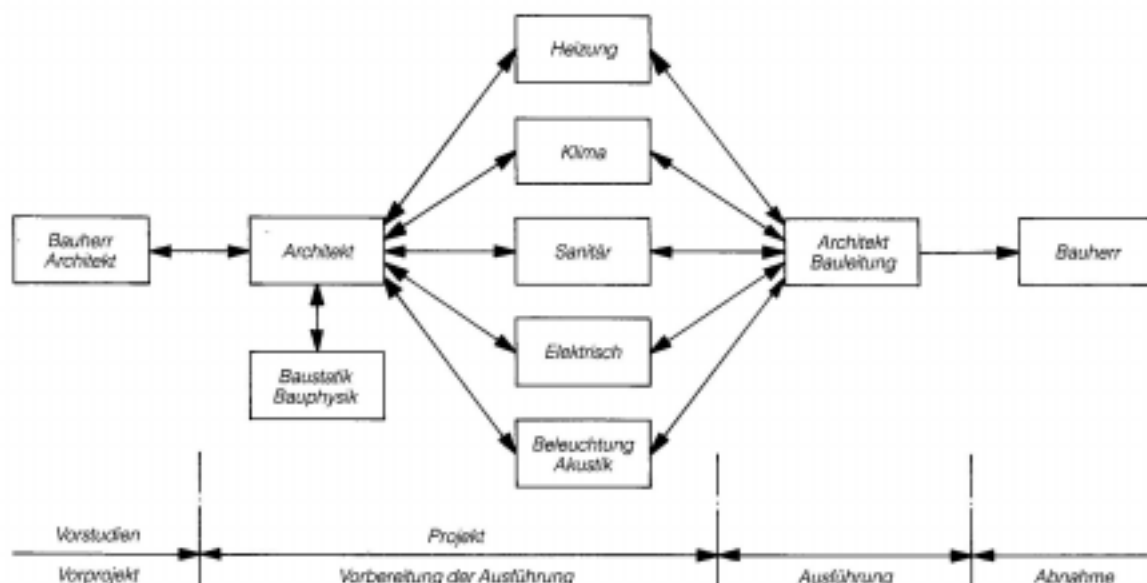 Heizung
Klima
Bauherr
Architekt
Architekt
Sanitär
Architekt
Bauleitung
Bauherr
Elektrisch
Baustatik
Bauphysik
Beleuchtung
Akustik
Vorstudien
Projekt
Vorprojekt
Vorbereitung der Ausführung
Ausführung
Abnahme